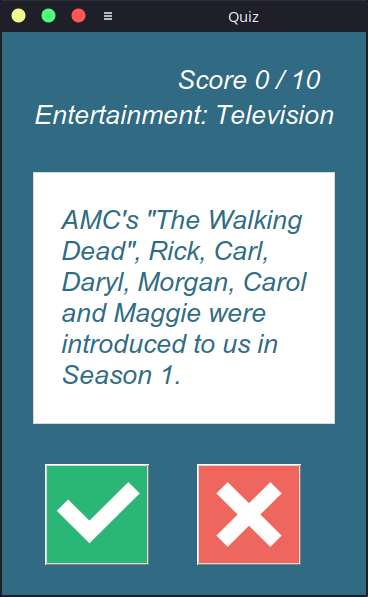 Quiz
Score 0 / 10
Entertainment: Television
AMC's "The Walking
Dead", Rick, Carl,
Daryl, Morgan, Carol
and Maggie were
introduced to us in
Season 1.